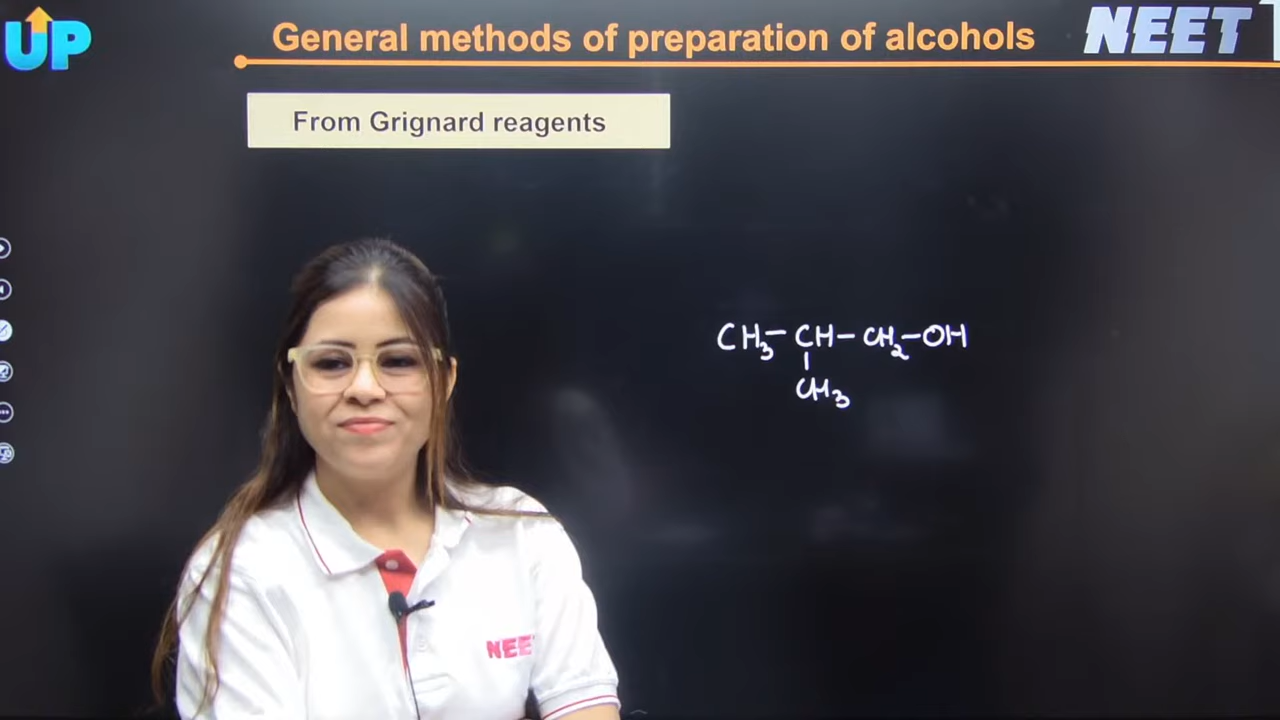 UP
General methods of preparation of alcohols
NEET
From Grignard reagents
CH₃–CH–CH₂–OH
CH₃
NEET